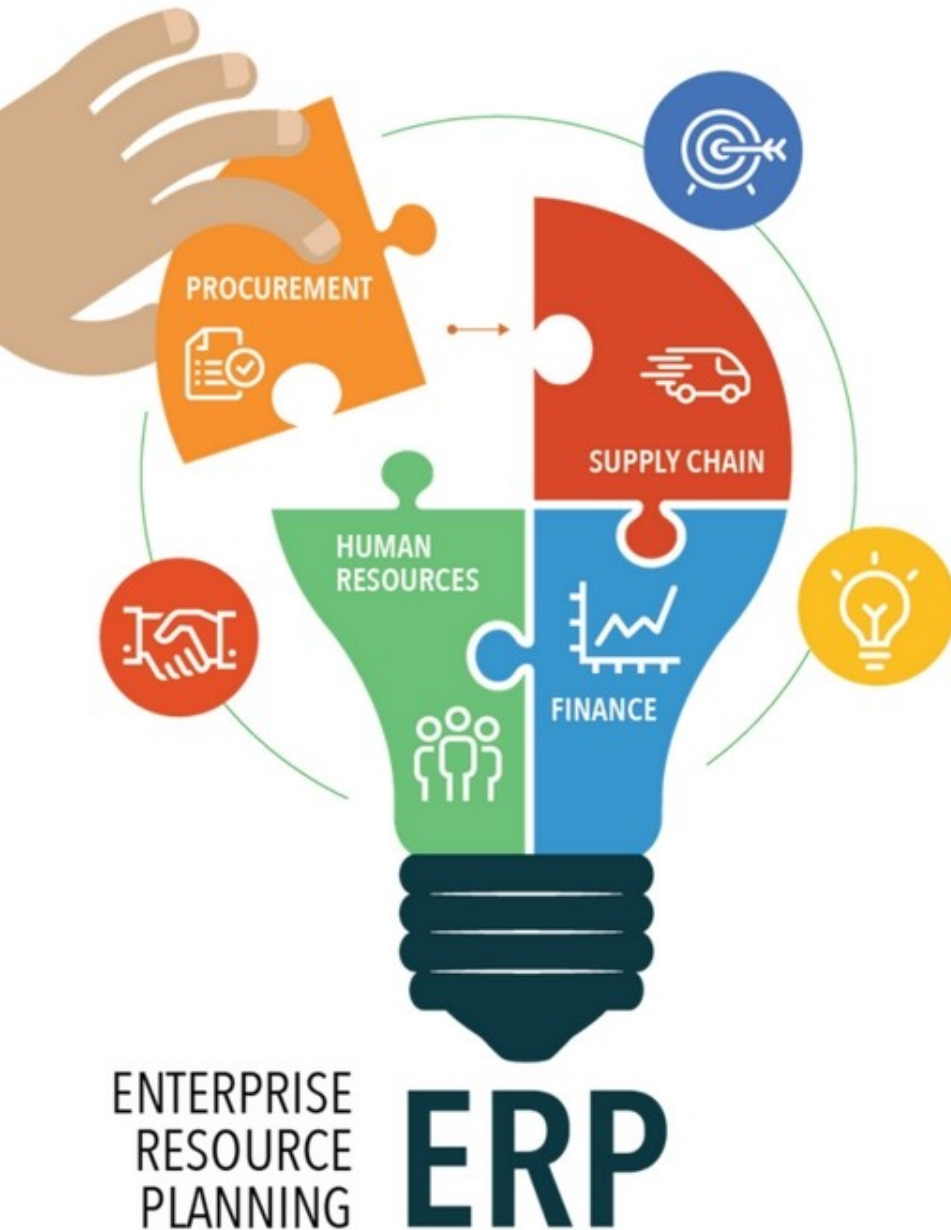 PROCUREMENT
SUPPLY CHAIN
HUMAN
RESOURCES
FINANCE
ENTERPRISE
RESOURCE
PLANNING
ERP